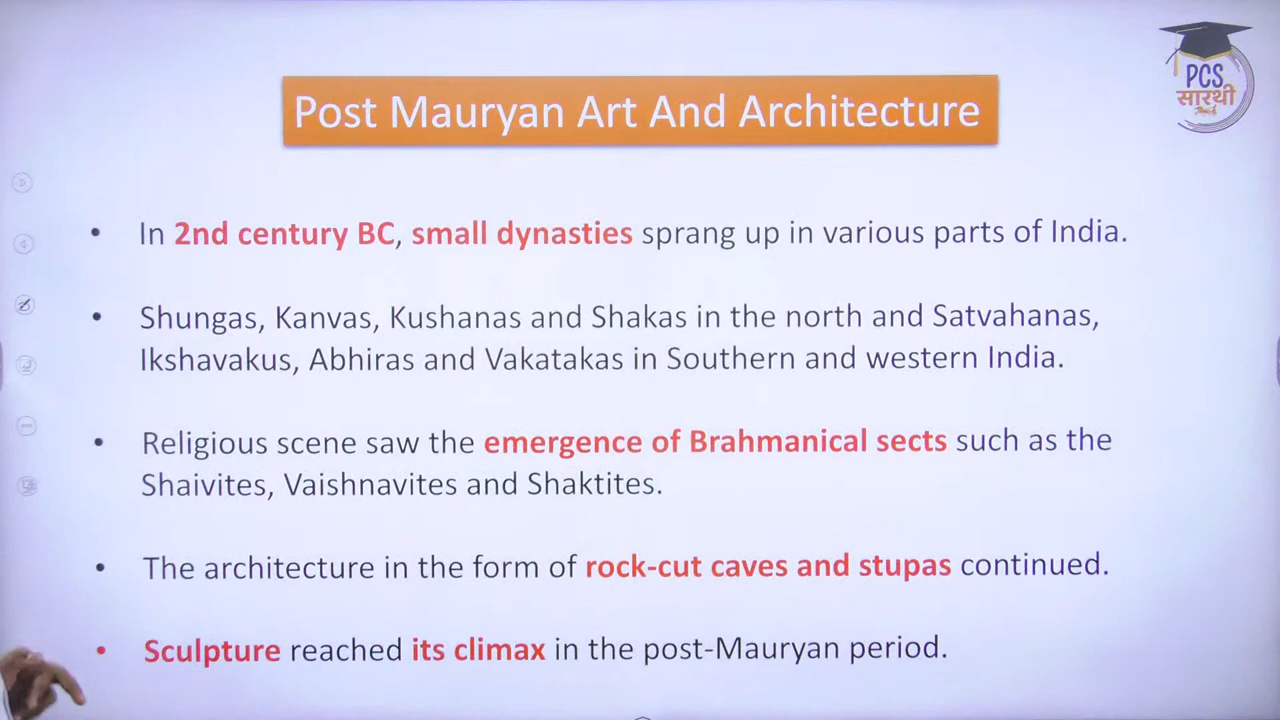 PCS
सारथी
Post Mauryan Art And Architecture
• In 2nd century BC, small dynasties sprang up in various parts of India.
• Shungas, Kanvas, Kushanas and Shakas in the north and Satvahanas,
Ikshavakus, Abhiras and Vakatakas in Southern and western India.
• Religious scene saw the emergence of Brahmanical sects such as the
Shaivites, Vaishnavites and Shaktites.
• The architecture in the form of rock-cut caves and stupas continued.
• Sculpture reached its climax in the post-Mauryan period.